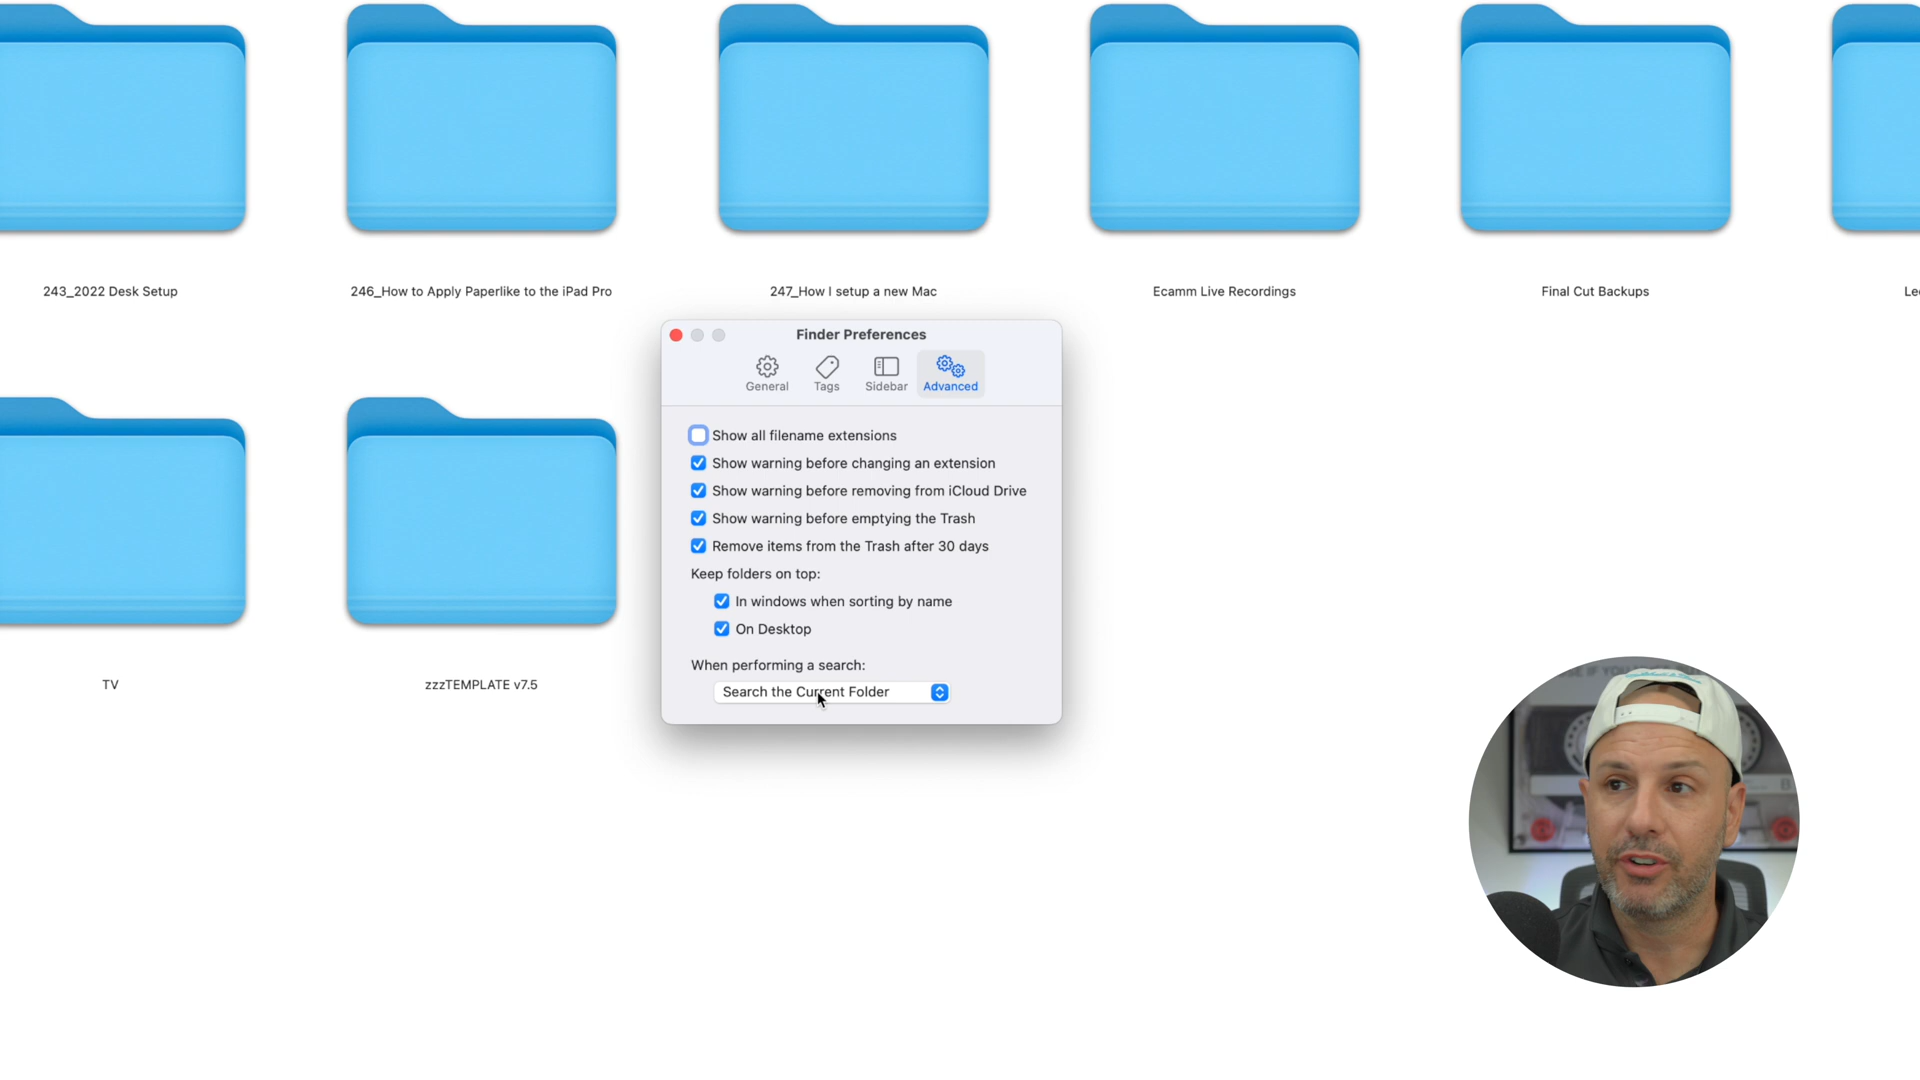 243_2022 Desk Setup
246_How to Apply Paperlike to the iPad Pro
247_How I setup a new Mac
Ecamm Live Recordings
Final Cut Backups
Finder Preferences
General
Tags
Sidebar
Advanced
Show all filename extensions
Show warning before changing an extension
Show warning before removing from iCloud Drive
Show warning before emptying the Trash
Remove items from the Trash after 30 days
Keep folders on top:
In windows when sorting by name
On Desktop
When performing a search:
Search the Current Folder
TV
zzzTEMPLATE v7.5